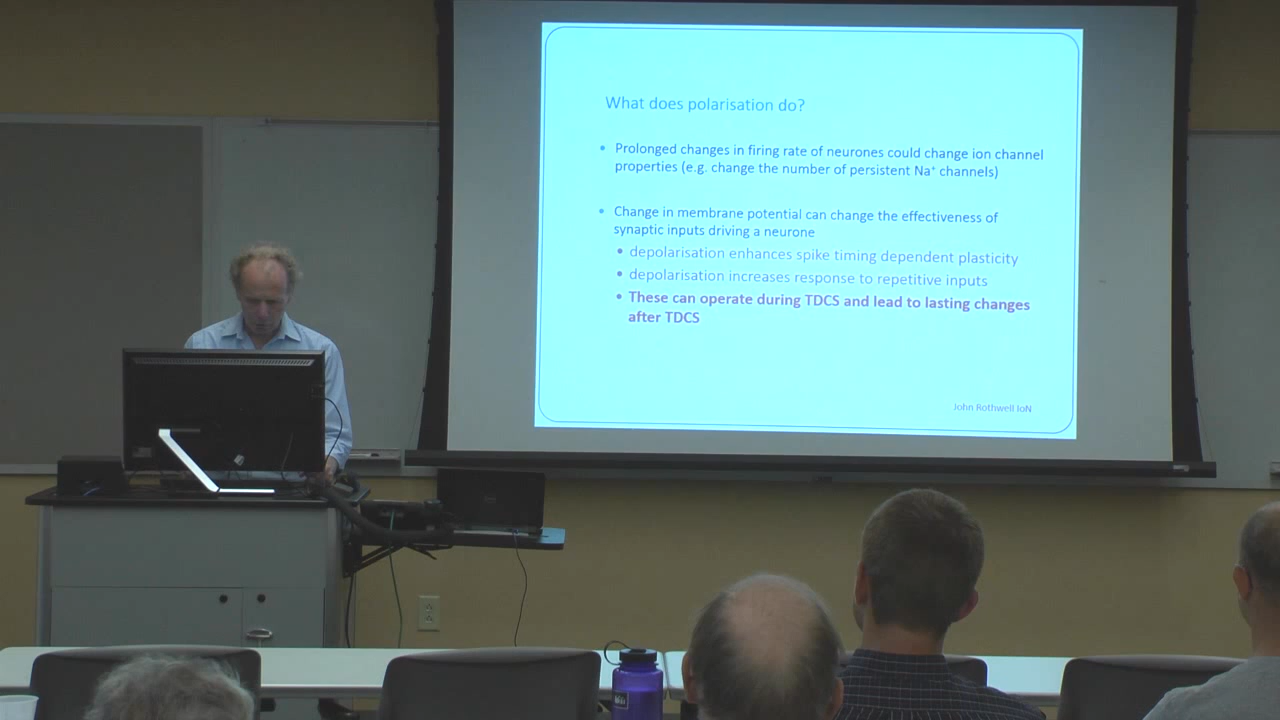 What does polarisation do?
• Prolonged changes in firing rate of neurones could change ion channel
properties (e.g. change the number of persistent Na⁺ channels)
• Change in membrane potential can change the effectiveness of
synaptic inputs driving a neurone
• depolarisation enhances spike timing dependent plasticity
• depolarisation increases response to repetitive inputs
• These can operate during TDCS and lead to lasting changes
after TDCS
John Rothwell IoN